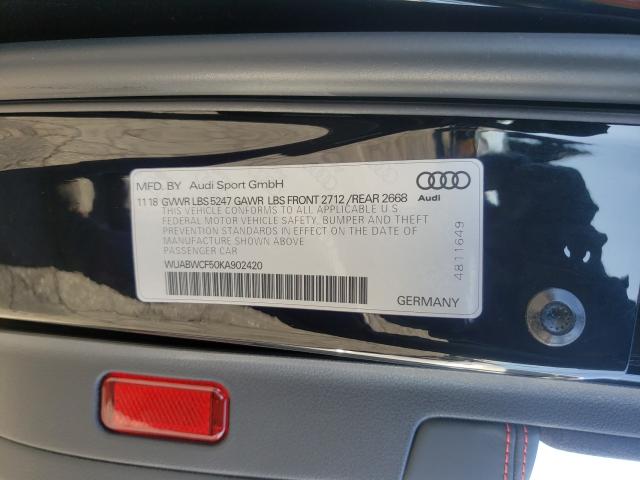 MFD. BY Audi Sport GmbH
11 18 GVWR LBS 5247 GAWR LBS FRONT 2712 /REAR 2668
THIS VEHICLE CONFORMS TO ALL APPLICABLE U S
FEDERAL MOTOR VEHICLE SAFETY. BUMPER AND THEFT
PREVENTION STANDARDS IN EFFECT ON THE DATE OF
MANUFACTURE SHOWN ABOVE
PASSENGER CAR
WUABWCF50KA902420
Audi
4811649
GERMANY